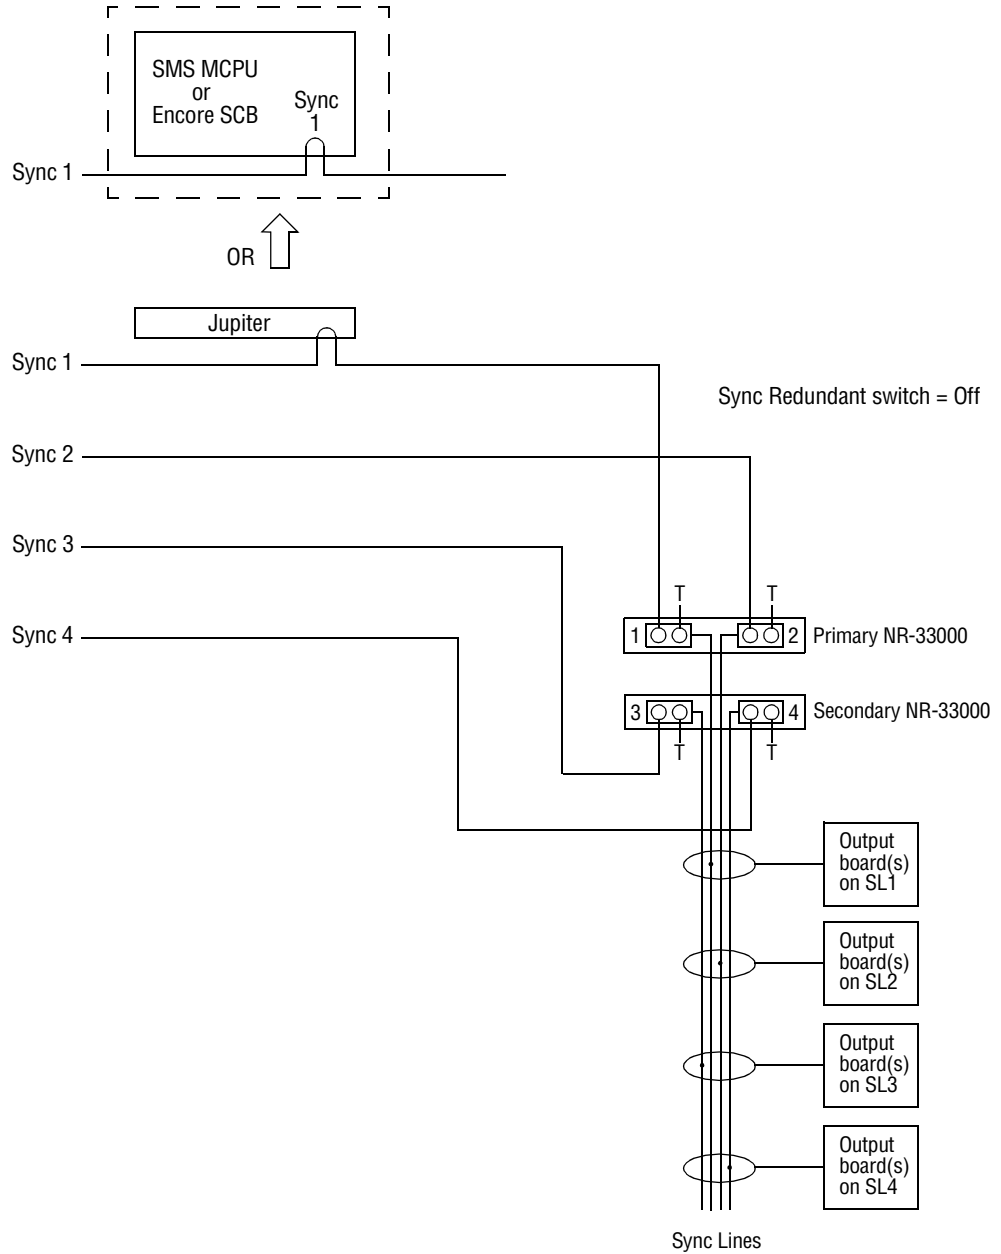 SMS MCPU
or
Encore SCB
Sync
1
Sync 1
OR
Jupiter
Sync 1
Sync Redundant switch = Off
Sync 2
Sync 3
T
T
Sync 4
1
2
Primary NR-33000
3
4
Secondary NR-33000
T
T
Output
board(s)
on SL1
Output
board(s)
on SL2
Output
board(s)
on SL3
Output
board(s)
on SL4
Sync Lines